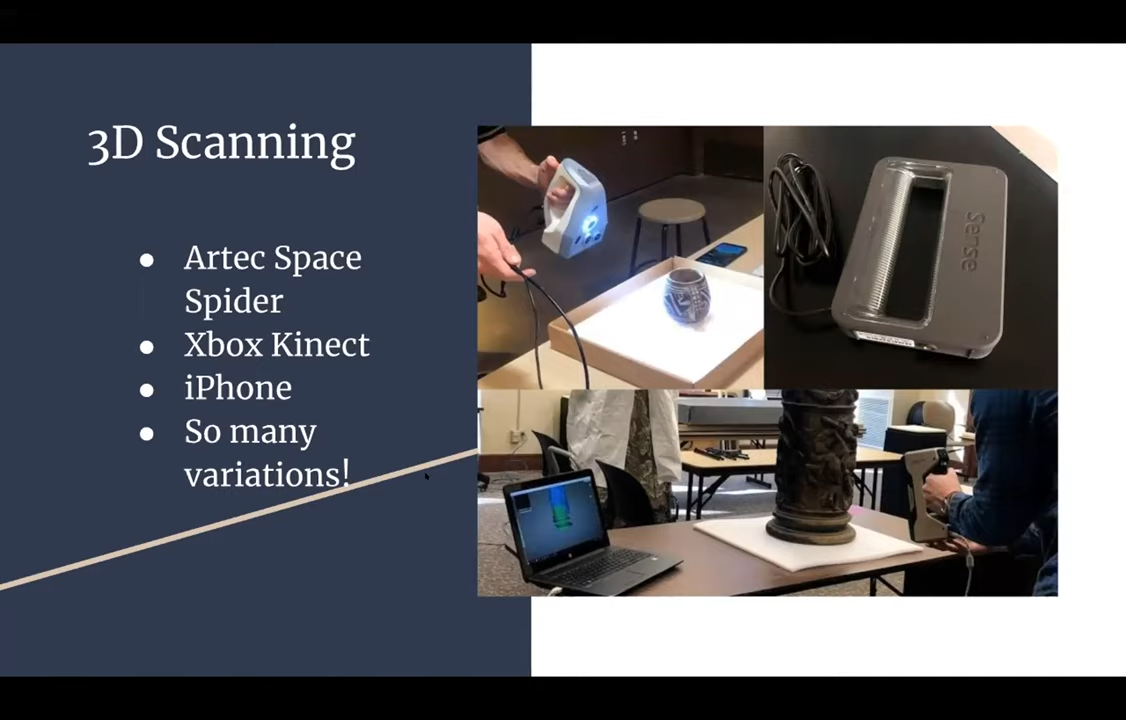 3D Scanning
● Artec Space
Spider
● Xbox Kinect
● iPhone
● So many
variations!
Sense